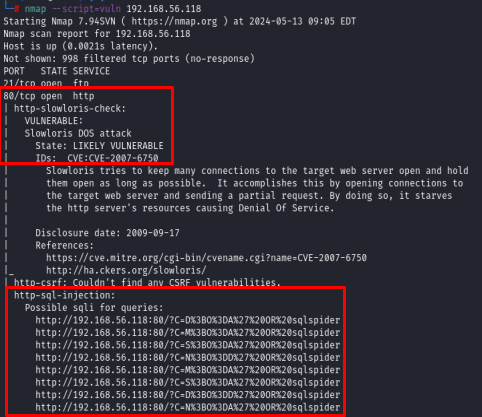 # nmap --script=vuln 192.168.56.118
Starting Nmap 7.94SVN ( https://nmap.org ) at 2024-05-13 09:05 EDT
Nmap scan report for 192.168.56.118
Host is up (0.0021s latency).
Not shown: 998 filtered tcp ports (no-response)
PORT   STATE SERVICE
21/tcp open  ftp
80/tcp open  http
| http-slowloris-check:
|   VULNERABLE:
|   Slowloris DOS attack
|     State: LIKELY VULNERABLE
|     IDs:  CVE:CVE-2007-6750
|       Slowloris tries to keep many connections to the target web server open and hold
|       them open as long as possible.  It accomplishes this by opening connections to
|       the target web server and sending a partial request. By doing so, it starves
|       the http server's resources causing Denial Of Service.
|
|     Disclosure date: 2009-09-17
|     References:
|       https://cve.mitre.org/cgi-bin/cvename.cgi?name=CVE-2007-6750
|_      http://ha.ckers.org/slowloris/
| http-csrf: Couldn't find any CSRF vulnerabilities.
| http-sql-injection:
|   Possible sqli for queries:
|     http://192.168.56.118:80/?C=D%3BO%3DA%27%20OR%20sqlspider
|     http://192.168.56.118:80/?C=M%3BO%3DA%27%20OR%20sqlspider
|     http://192.168.56.118:80/?C=S%3BO%3DA%27%20OR%20sqlspider
|     http://192.168.56.118:80/?C=N%3BO%3DA%27%20OR%20sqlspider
|     http://192.168.56.118:80/?C=M%3BO%3DA%27%20OR%20sqlspider
|     http://192.168.56.118:80/?C=S%3BO%3DA%27%20OR%20sqlspider
|     http://192.168.56.118:80/?C=D%3BO%3DD%27%20OR%20sqlspider
|     http://192.168.56.118:80/?C=N%3BO%3DA%27%20OR%20sqlspider